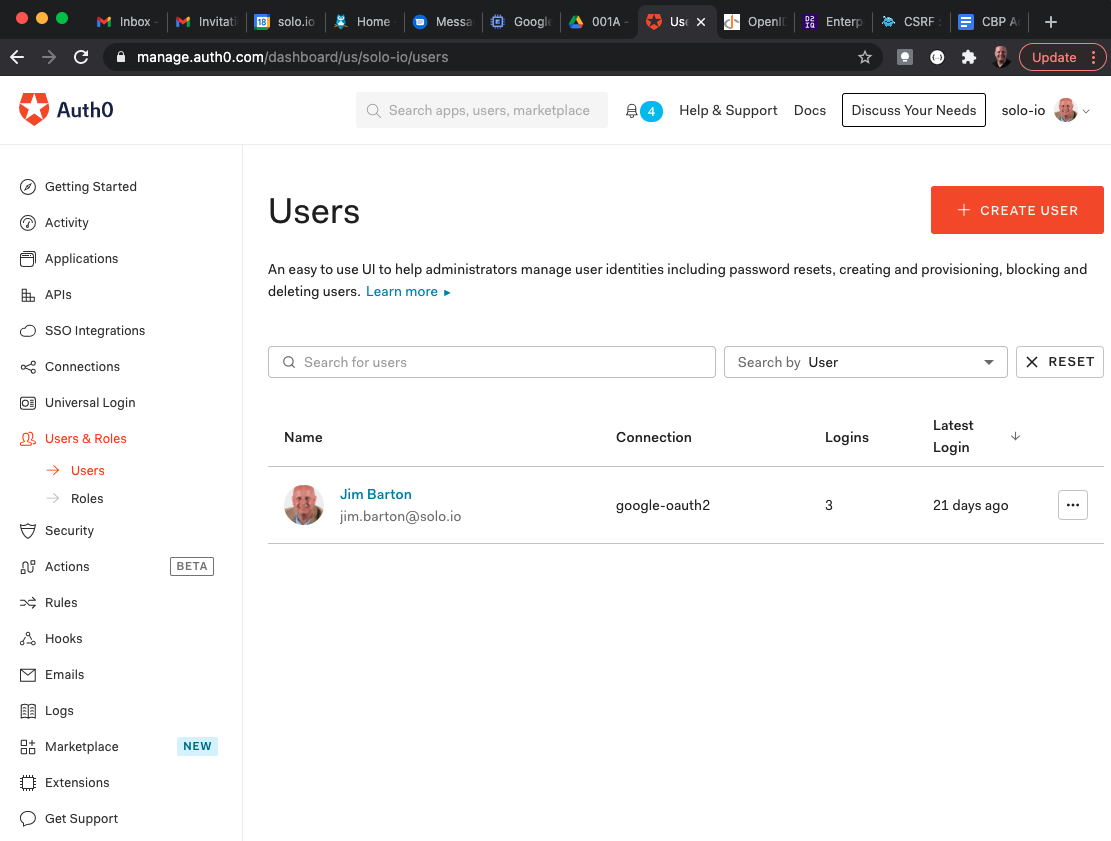 Inbox
Invitati
18
solo.io
Home
Messa
Google
001A -
Use
OpenI
D2
IQ
Enterp
CSRF
CBP A
manage.auth0.com/dashboard/us/solo-io/users
Update
Auth0
Search apps, users, marketplace
4
Help & Support
Docs
Discuss Your Needs
solo-io
Getting Started
Activity
Applications
APIs
SSO Integrations
Connections
Universal Login
Users & Roles
Users
Roles
Security
Actions
BETA
Rules
Hooks
Emails
Logs
Marketplace
NEW
Extensions
Get Support
Users
+ CREATE USER
An easy to use UI to help administrators manage user identities including password resets, creating and provisioning, blocking and
deleting users. Learn more ▸
Search for users
Search by User
RESET
Name
Connection
Logins
Latest
Login
Jim Barton
jim.barton@solo.io
google-oauth2
3
21 days ago